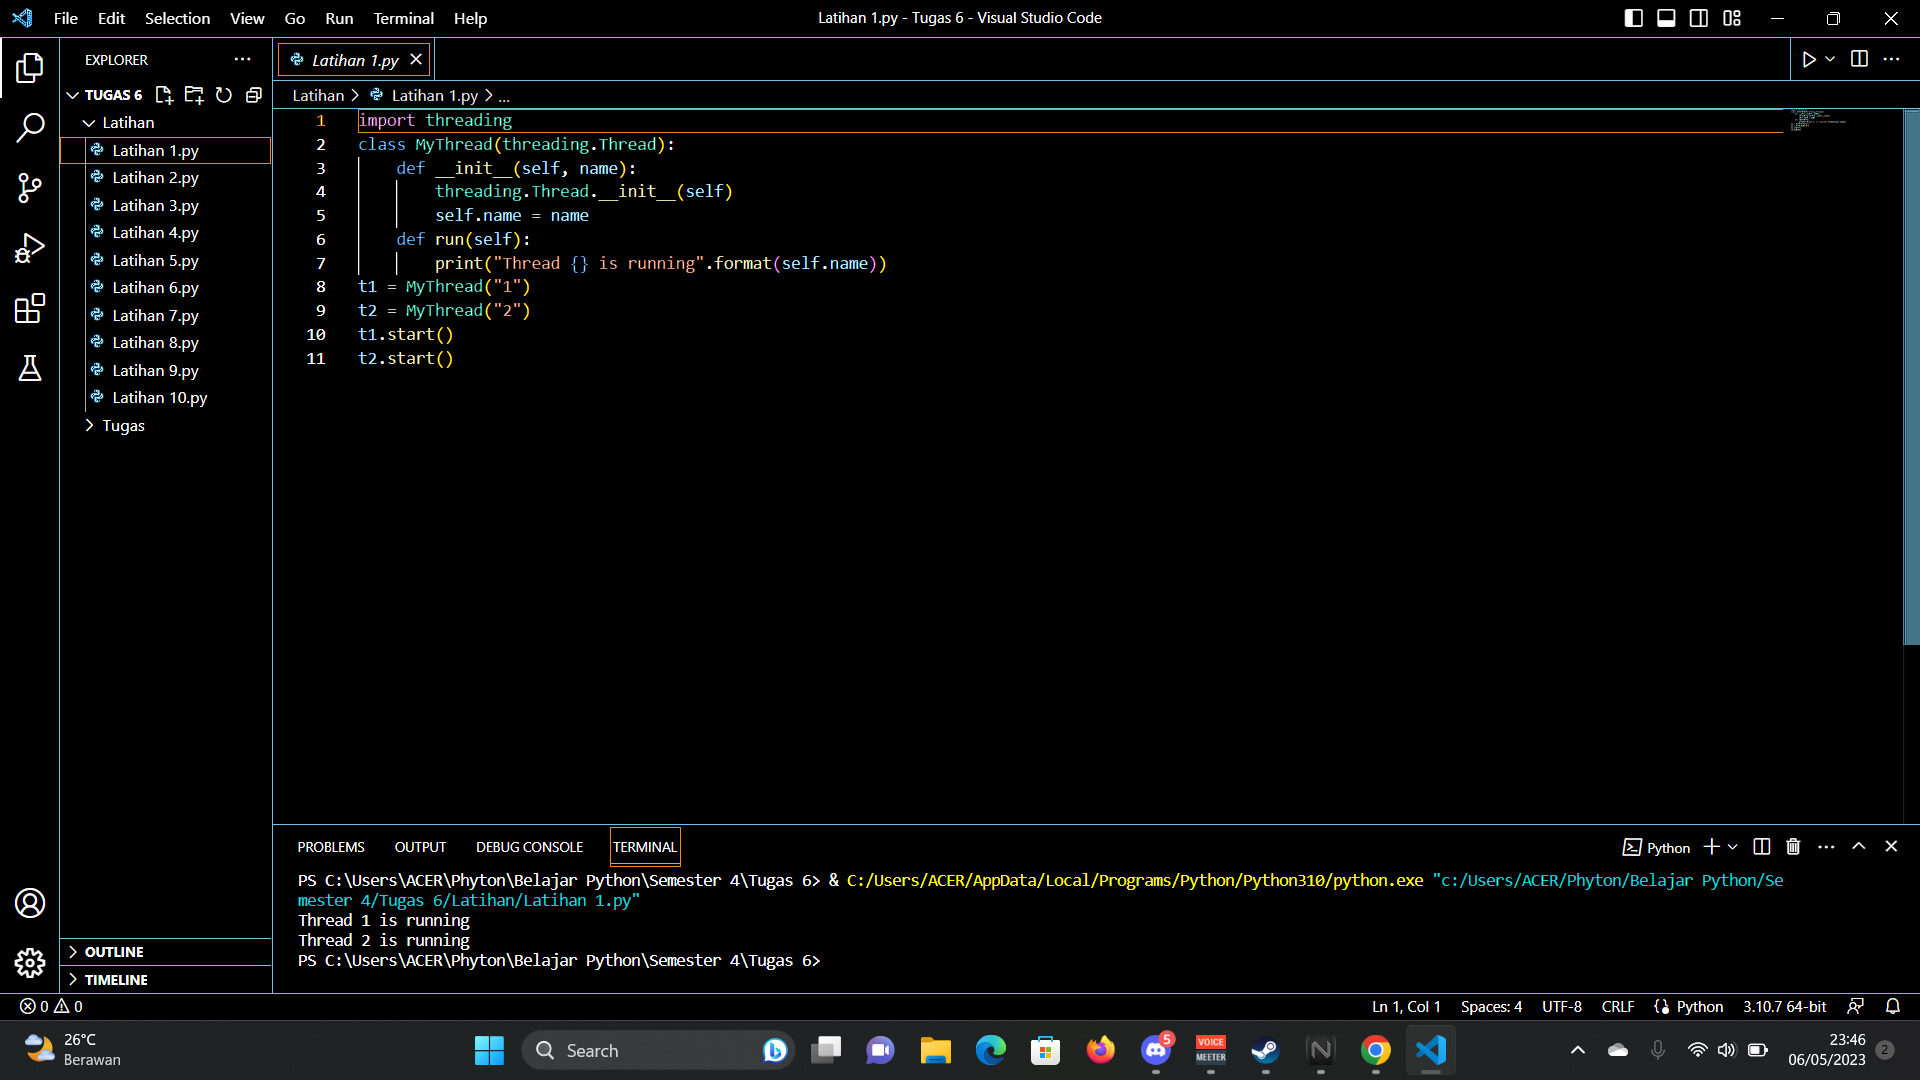 File Edit Selection View Go Run Terminal Help
Latihan 1.py - Tugas 6 - Visual Studio Code
EXPLORER
TUGAS 6
Latihan
Latihan 1.py
Latihan 2.py
Latihan 3.py
Latihan 4.py
Latihan 5.py
Latihan 6.py
Latihan 7.py
Latihan 8.py
Latihan 9.py
Latihan 10.py
Tugas
OUTLINE
TIMELINE
Latihan 1.py
Latihan > Latihan 1.py > ...
1 import threading
2 class MyThread(threading.Thread):
3     def __init__(self, name):
4         threading.Thread.__init__(self)
5         self.name = name
6     def run(self):
7         print("Thread {} is running".format(self.name))
8 t1 = MyThread("1")
9 t2 = MyThread("2")
10 t1.start()
11 t2.start()
PROBLEMS OUTPUT DEBUG CONSOLE TERMINAL
Python
PS C:\Users\ACER\Phyton\Belajar Python\Semester 4\Tugas 6> & C:/Users/ACER/AppData/Local/Programs/Python/Python310/python.exe "c:/Users/ACER/Phyton/Belajar Python/Se
mester 4/Tugas 6/Latihan/Latihan 1.py"
Thread 1 is running
Thread 2 is running
PS C:\Users\ACER\Phyton\Belajar Python\Semester 4\Tugas 6>
0 0
Ln 1, Col 1 Spaces: 4 UTF-8 CRLF Python 3.10.7 64-bit
26°C
Berawan
Search
5
VOICE
MEETER
23:46
06/05/2023
2